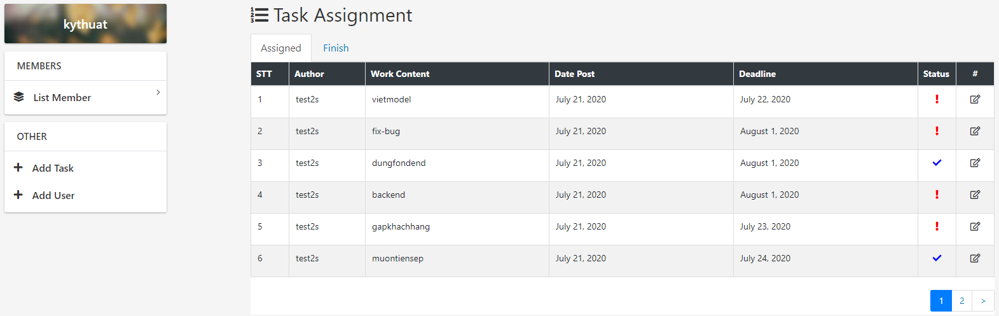 kythuat
MEMBERS
List Member
OTHER
Add Task
Add User
Task Assignment
Assigned Finish
STT Author Work Content Date Post Deadline Status #
1 test2s vietmodel July 21, 2020 July 22, 2020
2 test2s fix-bug July 21, 2020 August 1, 2020
3 test2s dungfondend July 21, 2020 August 1, 2020
4 test2s backend July 21, 2020 August 1, 2020
5 test2s gapkhachhang July 21, 2020 July 23, 2020
6 test2s muontiensep July 21, 2020 July 24, 2020
1 2 >